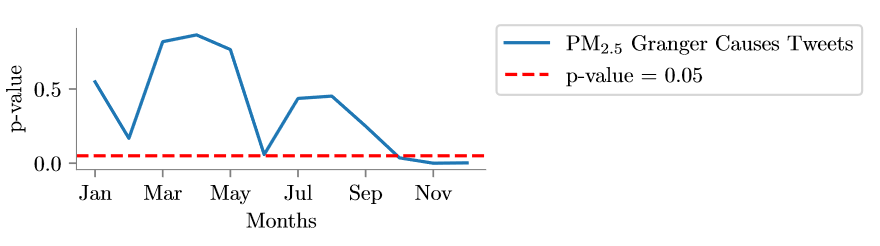 PM2.5 Granger Causes Tweets
p-value = 0.05
p-value
0.5
0.0
Jan Mar May Jul Sep Nov
Months